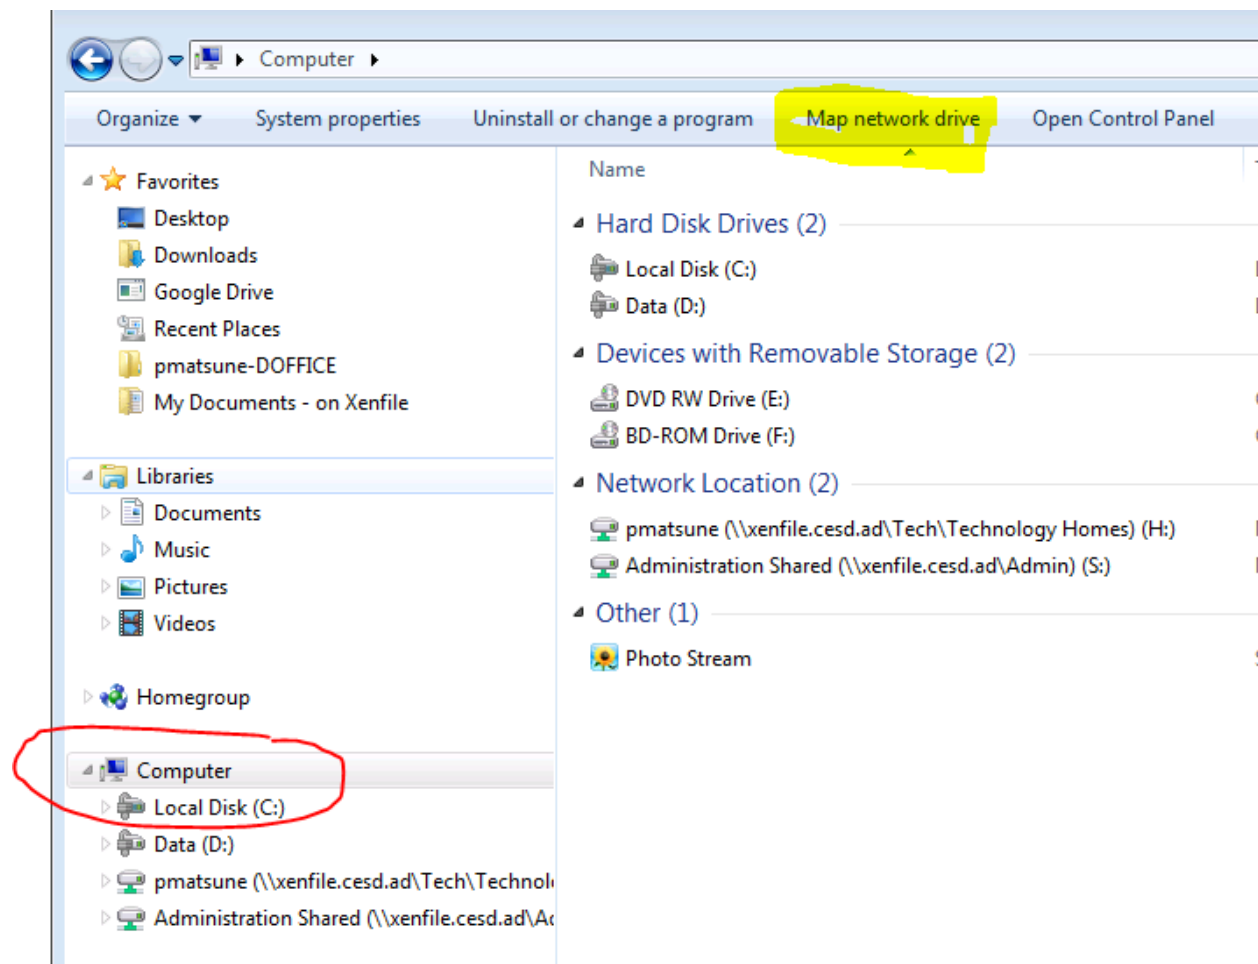 Computer
Organize System properties Uninstall or change a program Map network drive Open Control Panel
Favorites
Desktop
Downloads
Google Drive
Recent Places
pmatsune-DOFFICE
My Documents - on Xenfile
Libraries
Documents
Music
Pictures
Videos
Homegroup
Computer
Local Disk (C:)
Data (D:)
pmatsune (\\xenfile.cesd.ad\Tech\Technol
Administration Shared (\\xenfile.cesd.ad\Ad
Name
Hard Disk Drives (2)
Local Disk (C:)
Data (D:)
Devices with Removable Storage (2)
DVD RW Drive (E:)
BD-ROM Drive (F:)
Network Location (2)
pmatsune (\\xenfile.cesd.ad\Tech\Technology Homes) (H:)
Administration Shared (\\xenfile.cesd.ad\Admin) (S:)
Other (1)
Photo Stream